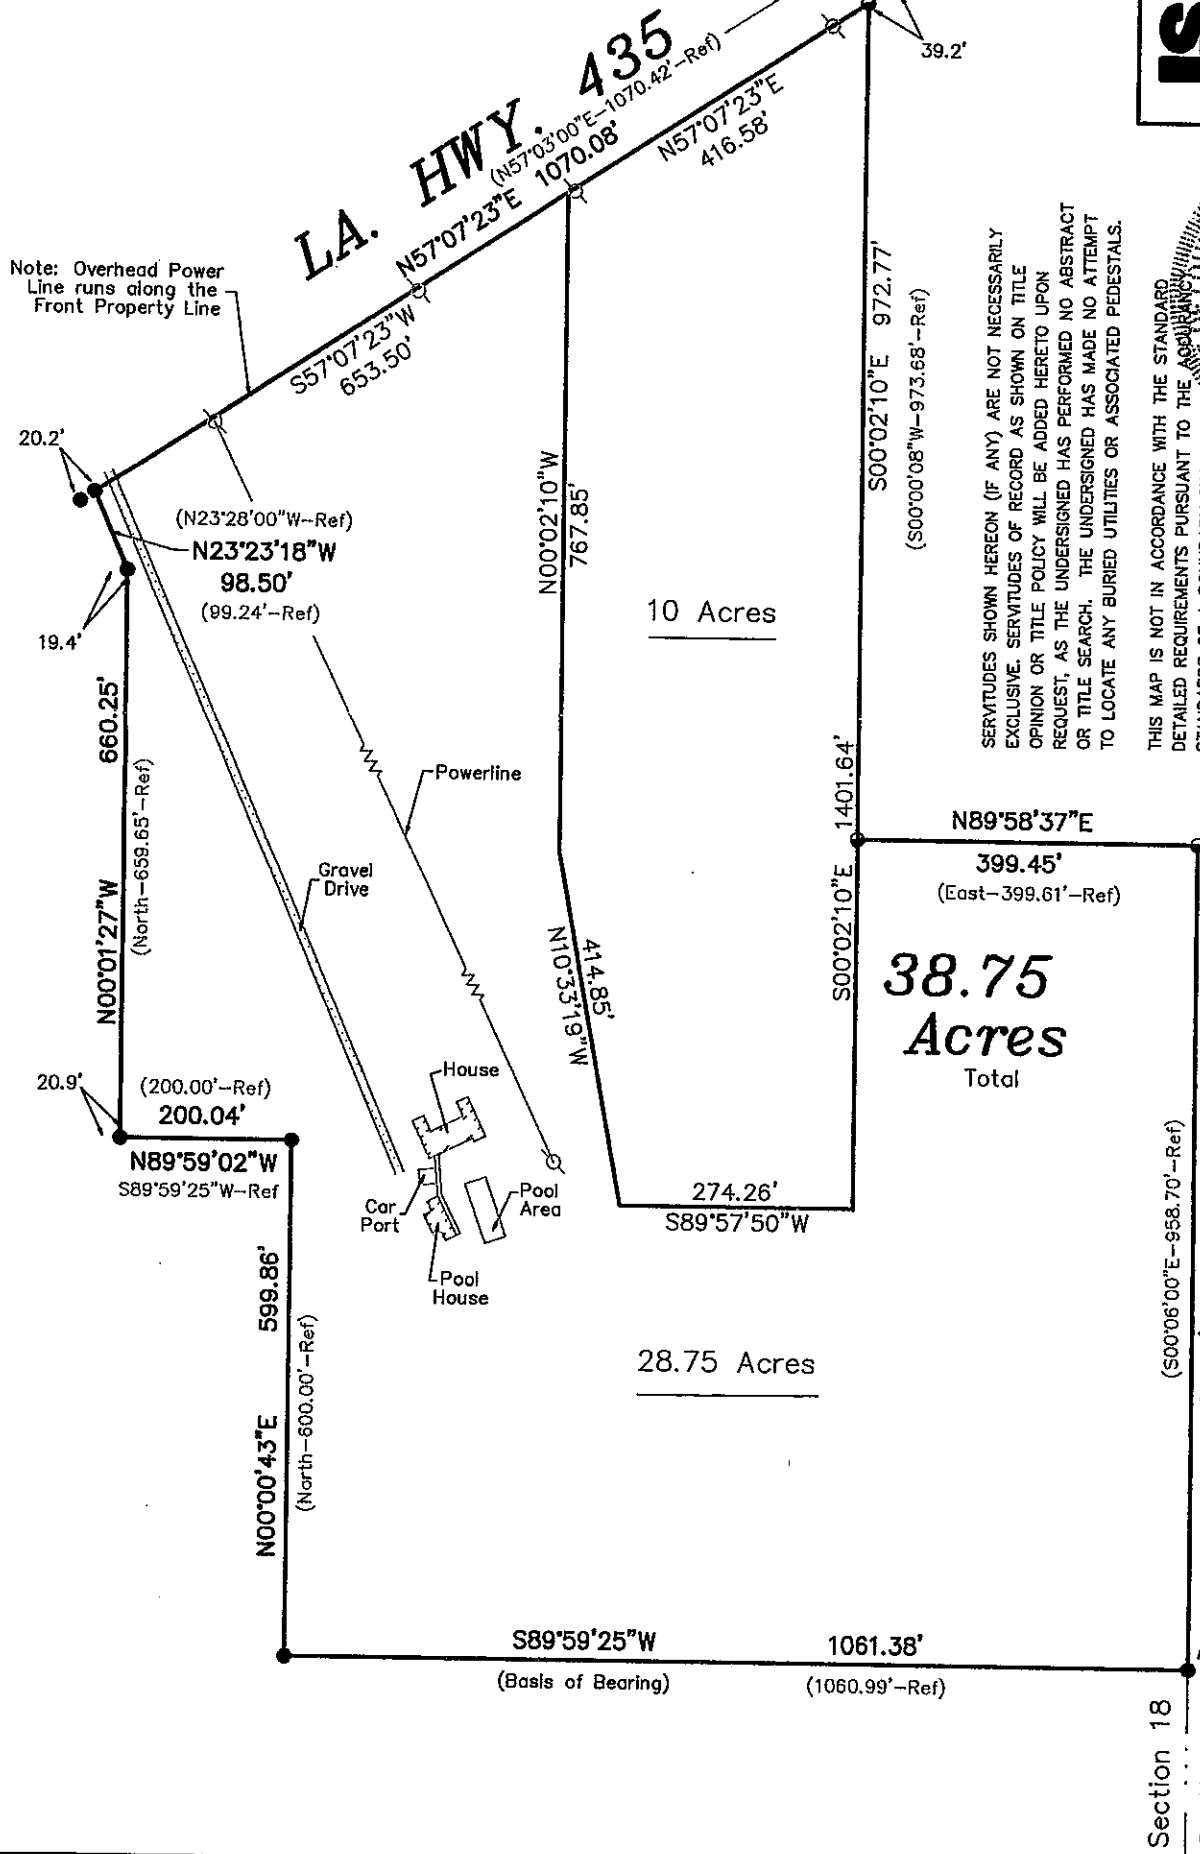 IS
39.2'
LA. HWY. 435
(N57°03'00"E-1070.42'-Ref)
N57°07'23"E 1070.08'
N57°07'23"E
416.58'
Note: Overhead Power
Line runs along the
Front Property Line
S57°07'23"W
653.50'
20.2'
(N23°28'00"W-Ref)
N23°23'18"W
98.50'
(99.24'-Ref)
19.4'
N00°02'10"W
767.85'
S00°02'10"E 972.77'
(S00°00'08"W-973.68'-Ref)
10 Acres
SERVITUDES SHOWN HEREON (IF ANY) ARE NOT NECESSARILY
EXCLUSIVE. SERVITUDES OF RECORD AS SHOWN ON TITLE
OPINION OR TITLE POLICY WILL BE ADDED HERETO UPON
REQUEST, AS THE UNDERSIGNED HAS PERFORMED NO ABSTRACT
OR TITLE SEARCH. THE UNDERSIGNED HAS MADE NO ATTEMPT
TO LOCATE ANY BURIED UTILITIES OR ASSOCIATED PEDESTALS.
THIS MAP IS NOT IN ACCORDANCE WITH THE STANDARD
DETAILED REQUIREMENTS PURSUANT TO THE ACCURANCY
N00°01'27"W 660.25'
(North-659.65'-Ref)
Powerline
Gravel
Drive
S00°02'10"E 1401.64'
N89°58'37"E
399.45'
(East-399.61'-Ref)
38.75
Acres
Total
414.85'
N10°33'19"W
20.9'
(200.00'-Ref)
200.04'
N89°59'02"W
S89°59'25"W-Ref
House
Car
Port
Pool
Area
Pool
House
274.26'
S89°57'50"W
(S00°06'00"E-958.70'-Ref)
N00°00'43"E 599.86'
(North-600.00'-Ref)
28.75 Acres
S89°59'25"W 1061.38'
(Basis of Bearing) (1060.99'-Ref)
Section 18